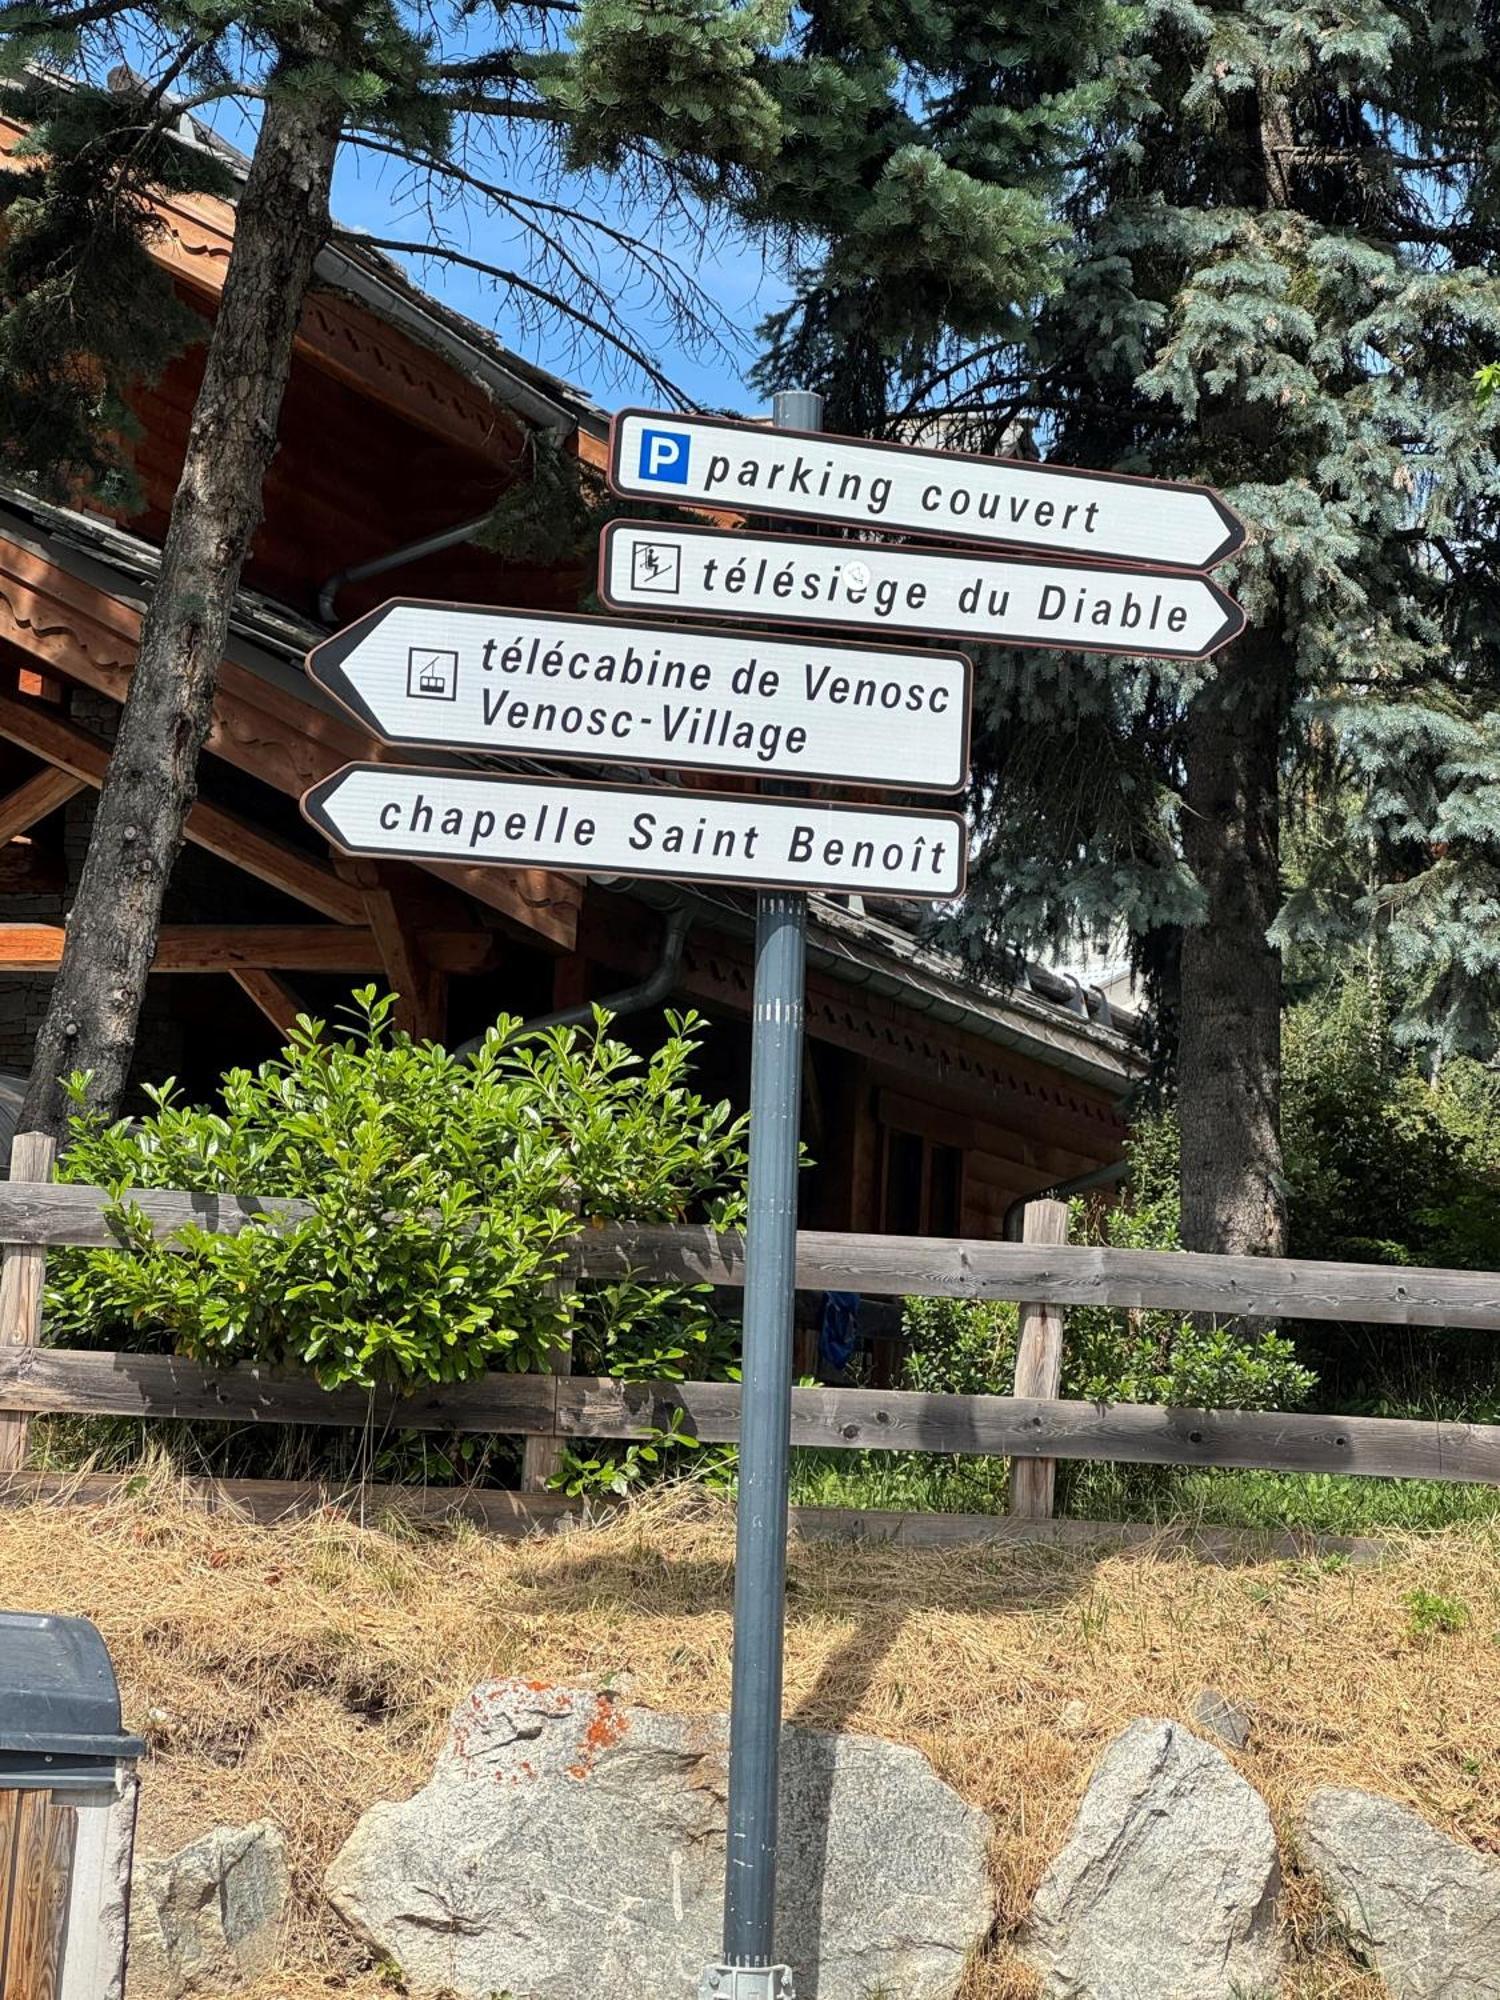 P parking couvert
télésiège du Diable
télécabine de Venosc
Venosc-Village
chapelle Saint Benoît